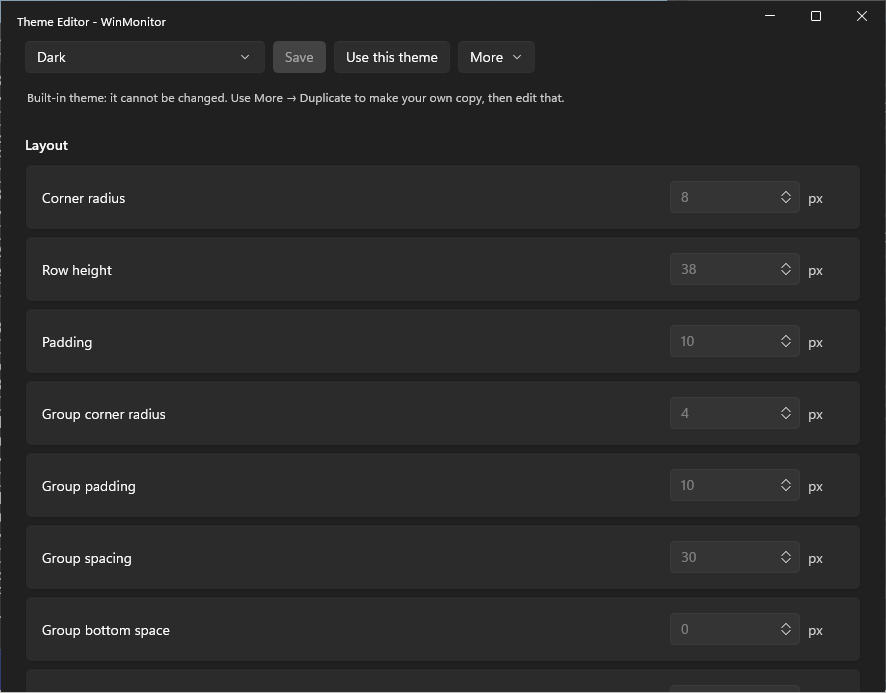 Theme Editor - WinMonitor
Dark
Save
Use this theme
More
Built-in theme: it cannot be changed. Use More → Duplicate to make your own copy, then edit that.
Layout
Corner radius 8 px
Row height 38 px
Padding 10 px
Group corner radius 4 px
Group padding 10 px
Group spacing 30 px
Group bottom space 0 px